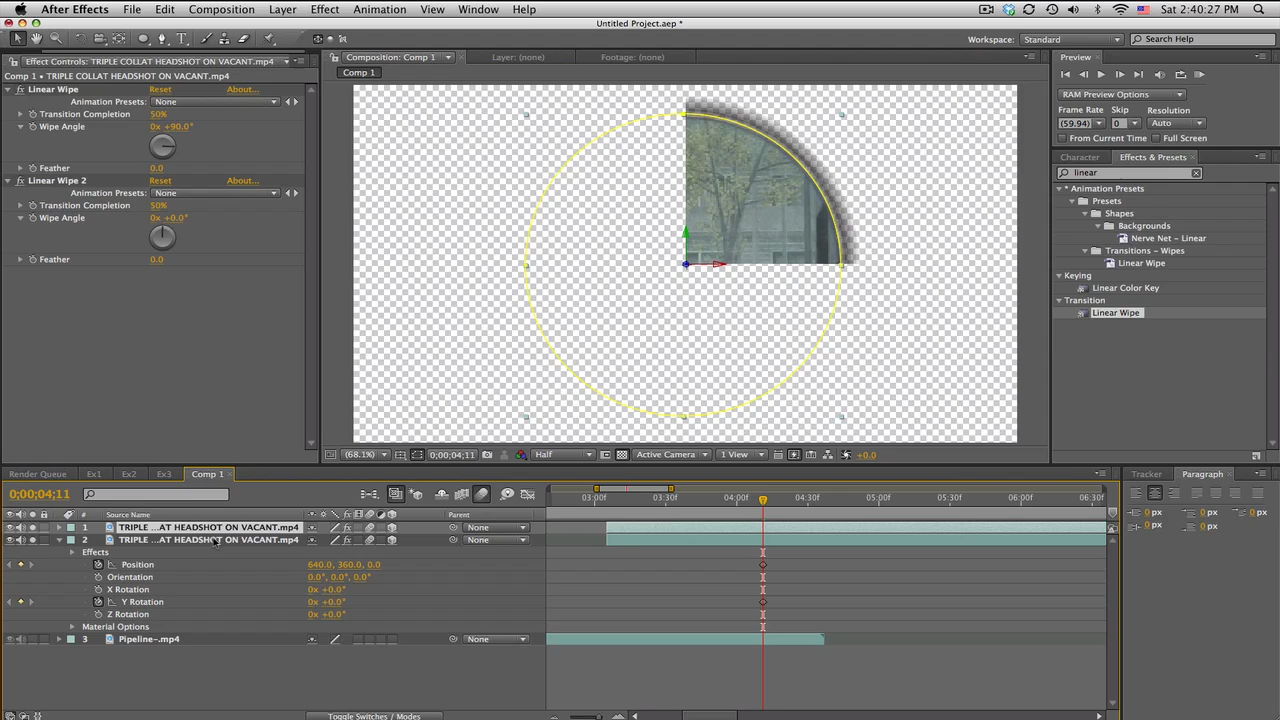 After Effects File Edit Composition Layer Effect Animation View Window Help Sat 2:40:27 PM
Untitled Project.aep *
Workspace: Standard Search Help
Effect Controls: TRIPLE COLLAT HEADSHOT ON VACANT.mp4
Comp 1 • TRIPLE COLLAT HEADSHOT ON VACANT.mp4
Linear Wipe Reset About...
Animation Presets: None
Transition Completion 50%
Wipe Angle 0x +90.0°
Feather 0.0
Linear Wipe 2 Reset About...
Animation Presets: None
Transition Completion 50%
Wipe Angle 0x +0.0°
Feather 0.0
Composition: Comp 1 Layer: (none) Footage: (none)
Comp 1
(68.1%) 0;00;04;11 Half Active Camera 1 View +0.0
Preview
RAM Preview Options
Frame Rate Skip Resolution
(59.94) 0 Auto
From Current Time Full Screen
Character Effects & Presets
linear
* Animation Presets
Presets
Shapes
Backgrounds
Nerve Net – Linear
Transitions – Wipes
Linear Wipe
Keying
Linear Color Key
Transition
Linear Wipe
Render Queue Ex1 Ex2 Ex3 Comp 1
0;00;04;11
03:00f 03:30f 04:00f 04:30f 05:00f 05:30f 06:00f 06:30f
# Source Name Parent
1 TRIPLE ...AT HEADSHOT ON VACANT.mp4 None
2 TRIPLE ...AT HEADSHOT ON VACANT.mp4 None
Effects
Position 640.0, 360.0, 0.0
Orientation 0.0°, 0.0°, 0.0°
X Rotation 0x +0.0°
Y Rotation 0x +0.0°
Z Rotation 0x +0.0°
Material Options
3 Pipeline-.mp4 None
Toggle Switches / Modes
Tracker Paragraph
0 px 0 px 0 px
0 px 0 px